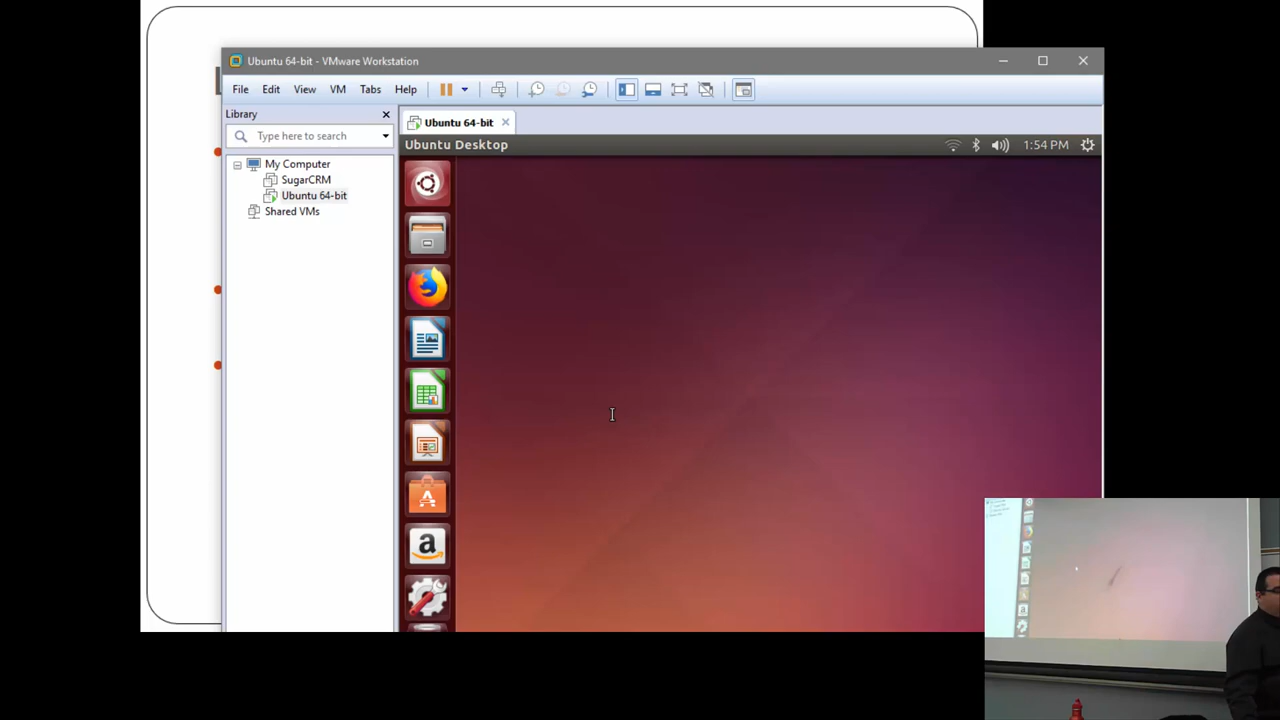 Ubuntu 64-bit - VMware Workstation
File Edit View VM Tabs Help
Library
Type here to search
Ubuntu 64-bit
My Computer
SugarCRM
Ubuntu 64-bit
Shared VMs
Ubuntu Desktop
1:54 PM